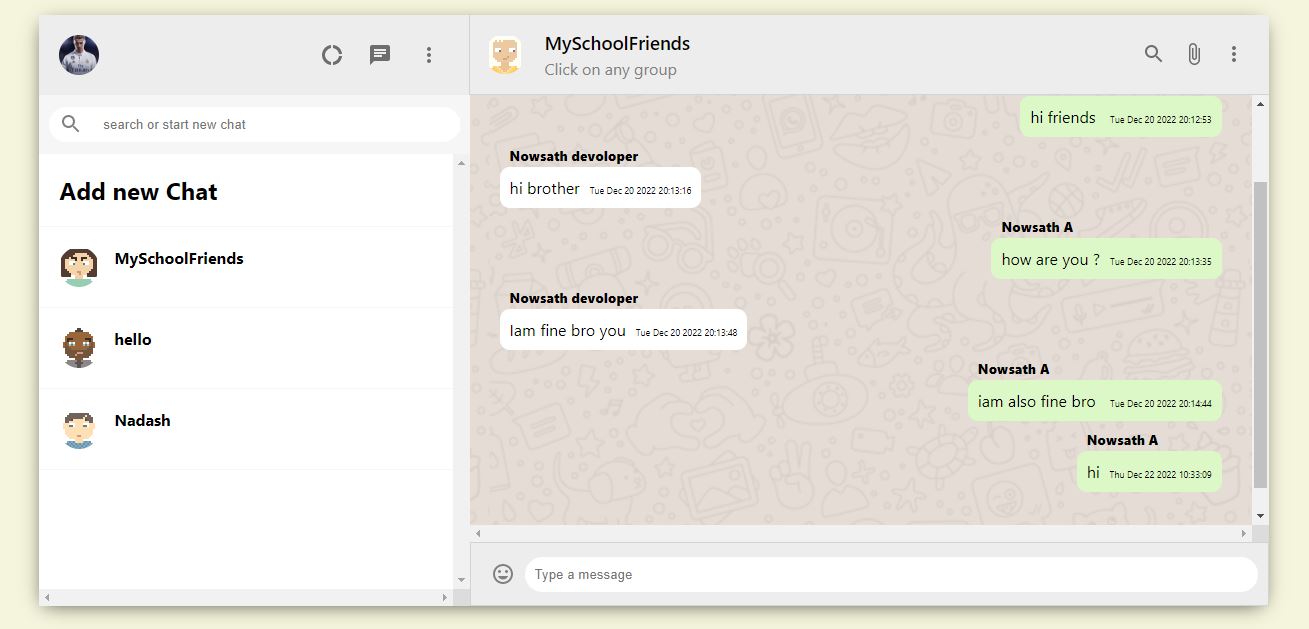 search or start new chat
Add new Chat
MySchoolFriends
hello
Nadash
MySchoolFriends
Click on any group
hi friends Tue Dec 20 2022 20:12:53
Nowsath devoloper
hi brother Tue Dec 20 2022 20:13:16
Nowsath A
how are you ? Tue Dec 20 2022 20:13:35
Nowsath devoloper
Iam fine bro you Tue Dec 20 2022 20:13:48
Nowsath A
iam also fine bro Tue Dec 20 2022 20:14:44
Nowsath A
hi Thu Dec 22 2022 10:33:09
Type a message